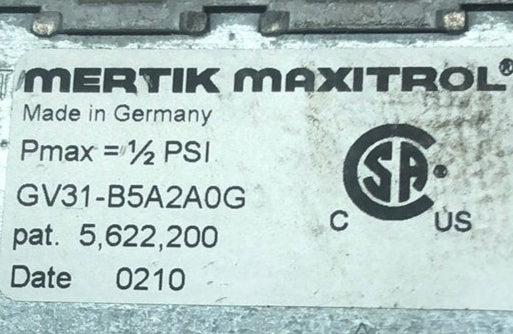 MERTIK MAXITROL®
Made in Germany
Pmax = ½ PSI
GV31-B5A2A0G
pat. 5,622,200
Date 0210
SA ®
C US